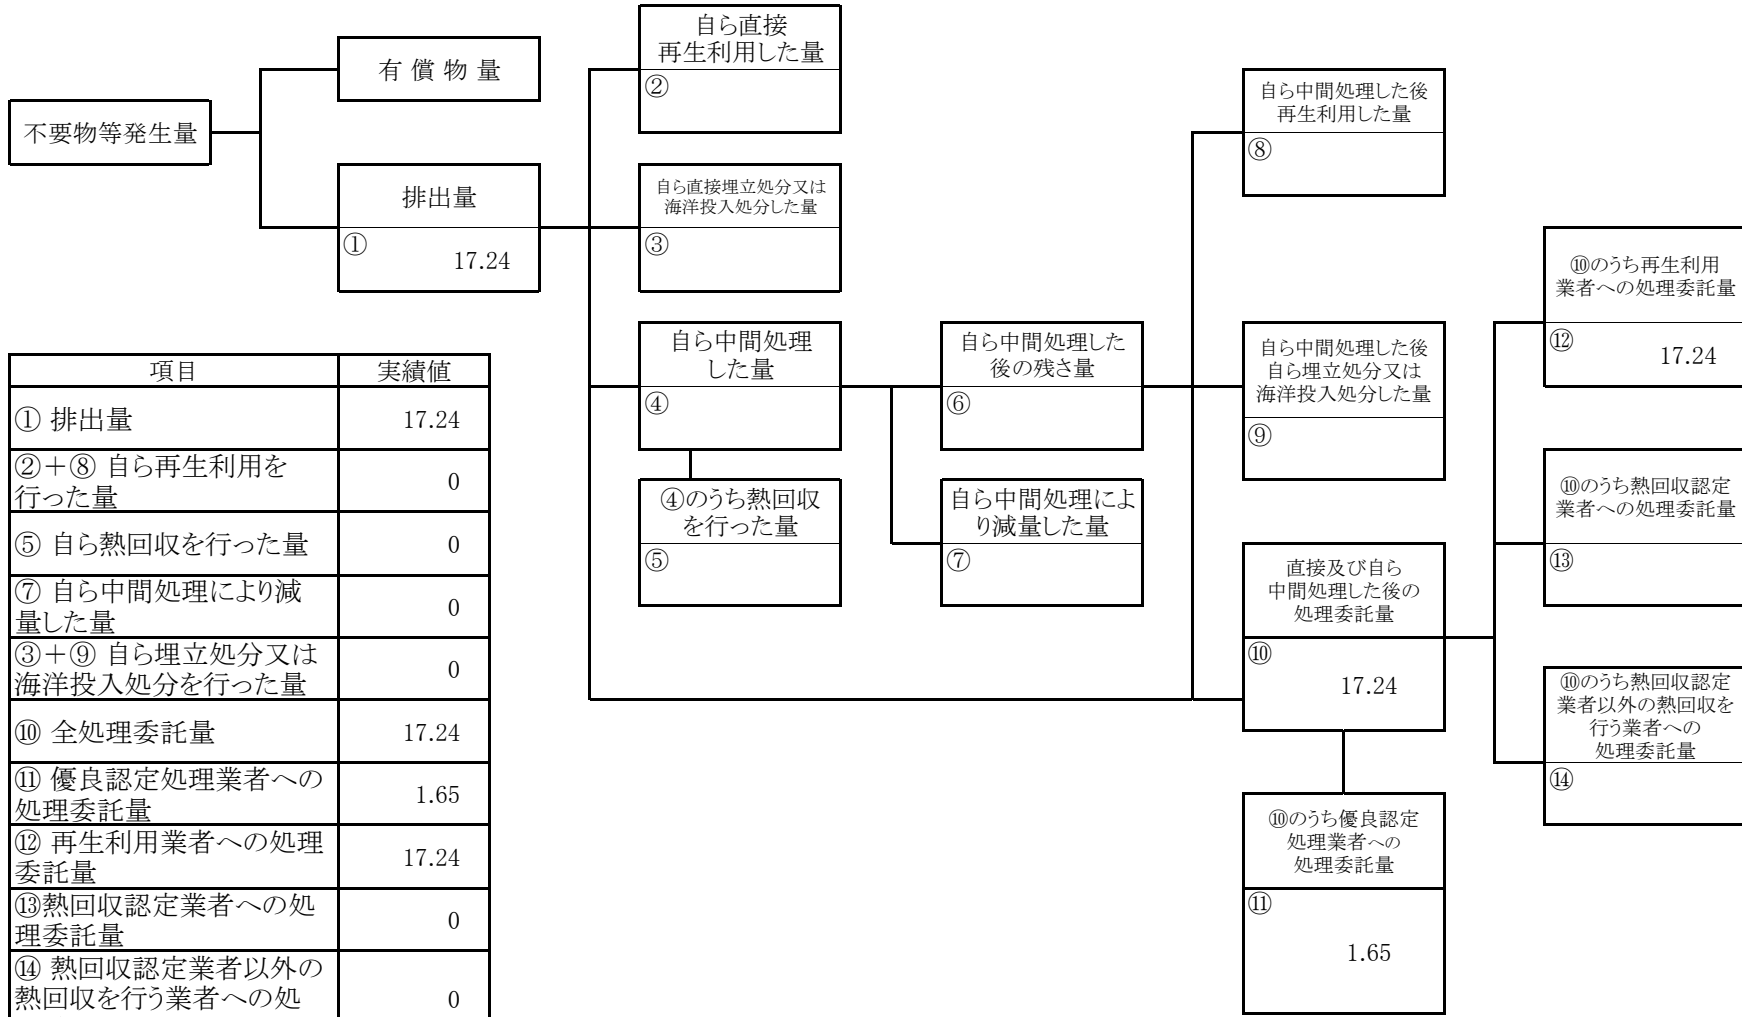 不要物等発生量
有 償 物 量
排出量
①
17.24
自ら直接
再生利用した量
②
自ら直接埋立処分又は
海洋投入処分した量
③
自ら中間処理
した量
④
④のうち熱回収
を行った量
⑤
自ら中間処理した
後の残さ量
⑥
自ら中間処理によ
り減量した量
⑦
自ら中間処理した後
再生利用した量
⑧
自ら中間処理した後
自ら埋立処分又は
海洋投入処分した量
⑨
直接及び自ら
中間処理した後の
処理委託量
⑩
17.24
⑩のうち優良認定
処理業者への
処理委託量
⑪
1.65
⑩のうち再生利用
業者への処理委託量
⑫
17.24
⑩のうち熱回収認定
業者への処理委託量
⑬
⑩のうち熱回収認定
業者以外の熱回収を
行う業者への
処理委託量
⑭
項目 実績値
① 排出量 17.24
②+⑧ 自ら再生利用を
行った量 0
⑤ 自ら熱回収を行った量 0
⑦ 自ら中間処理により減
量した量 0
③+⑨ 自ら埋立処分又は
海洋投入処分を行った量 0
⑩ 全処理委託量 17.24
⑪ 優良認定処理業者への
処理委託量 1.65
⑫ 再生利用業者への処理
委託量 17.24
⑬熱回収認定業者への処
理委託量 0
⑭ 熱回収認定業者以外の
熱回収を行う業者への処 0